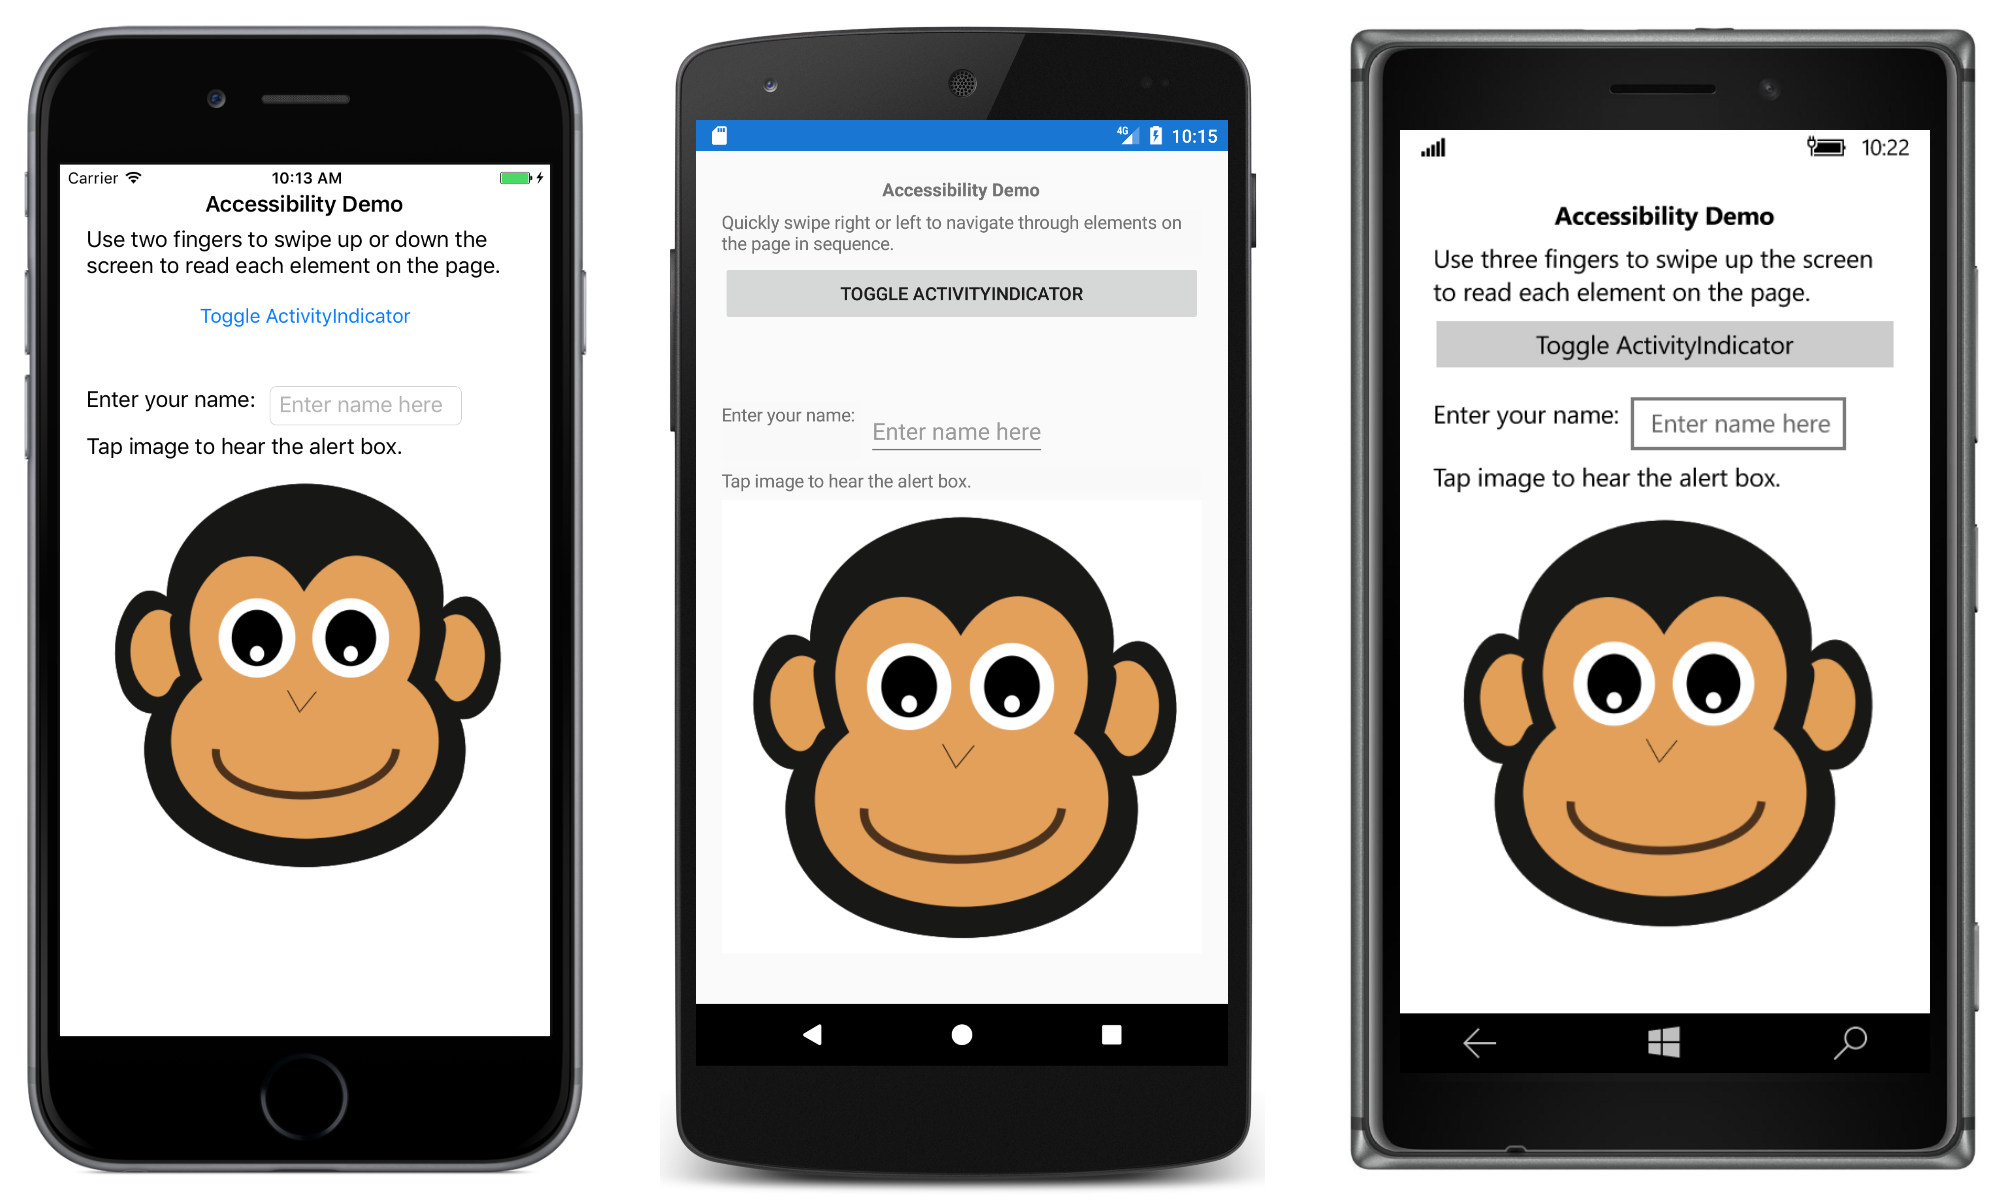 Carrier 10:13 AM
Accessibility Demo
Use two fingers to swipe up or down the
screen to read each element on the page.
Toggle ActivityIndicator
Enter your name: Enter name here
Tap image to hear the alert box.
4G 10:15
Accessibility Demo
Quickly swipe right or left to navigate through elements on
the page in sequence.
TOGGLE ACTIVITYINDICATOR
Enter your name: Enter name here
Tap image to hear the alert box.
10:22
Accessibility Demo
Use three fingers to swipe up the screen
to read each element on the page.
Toggle ActivityIndicator
Enter your name: Enter name here
Tap image to hear the alert box.